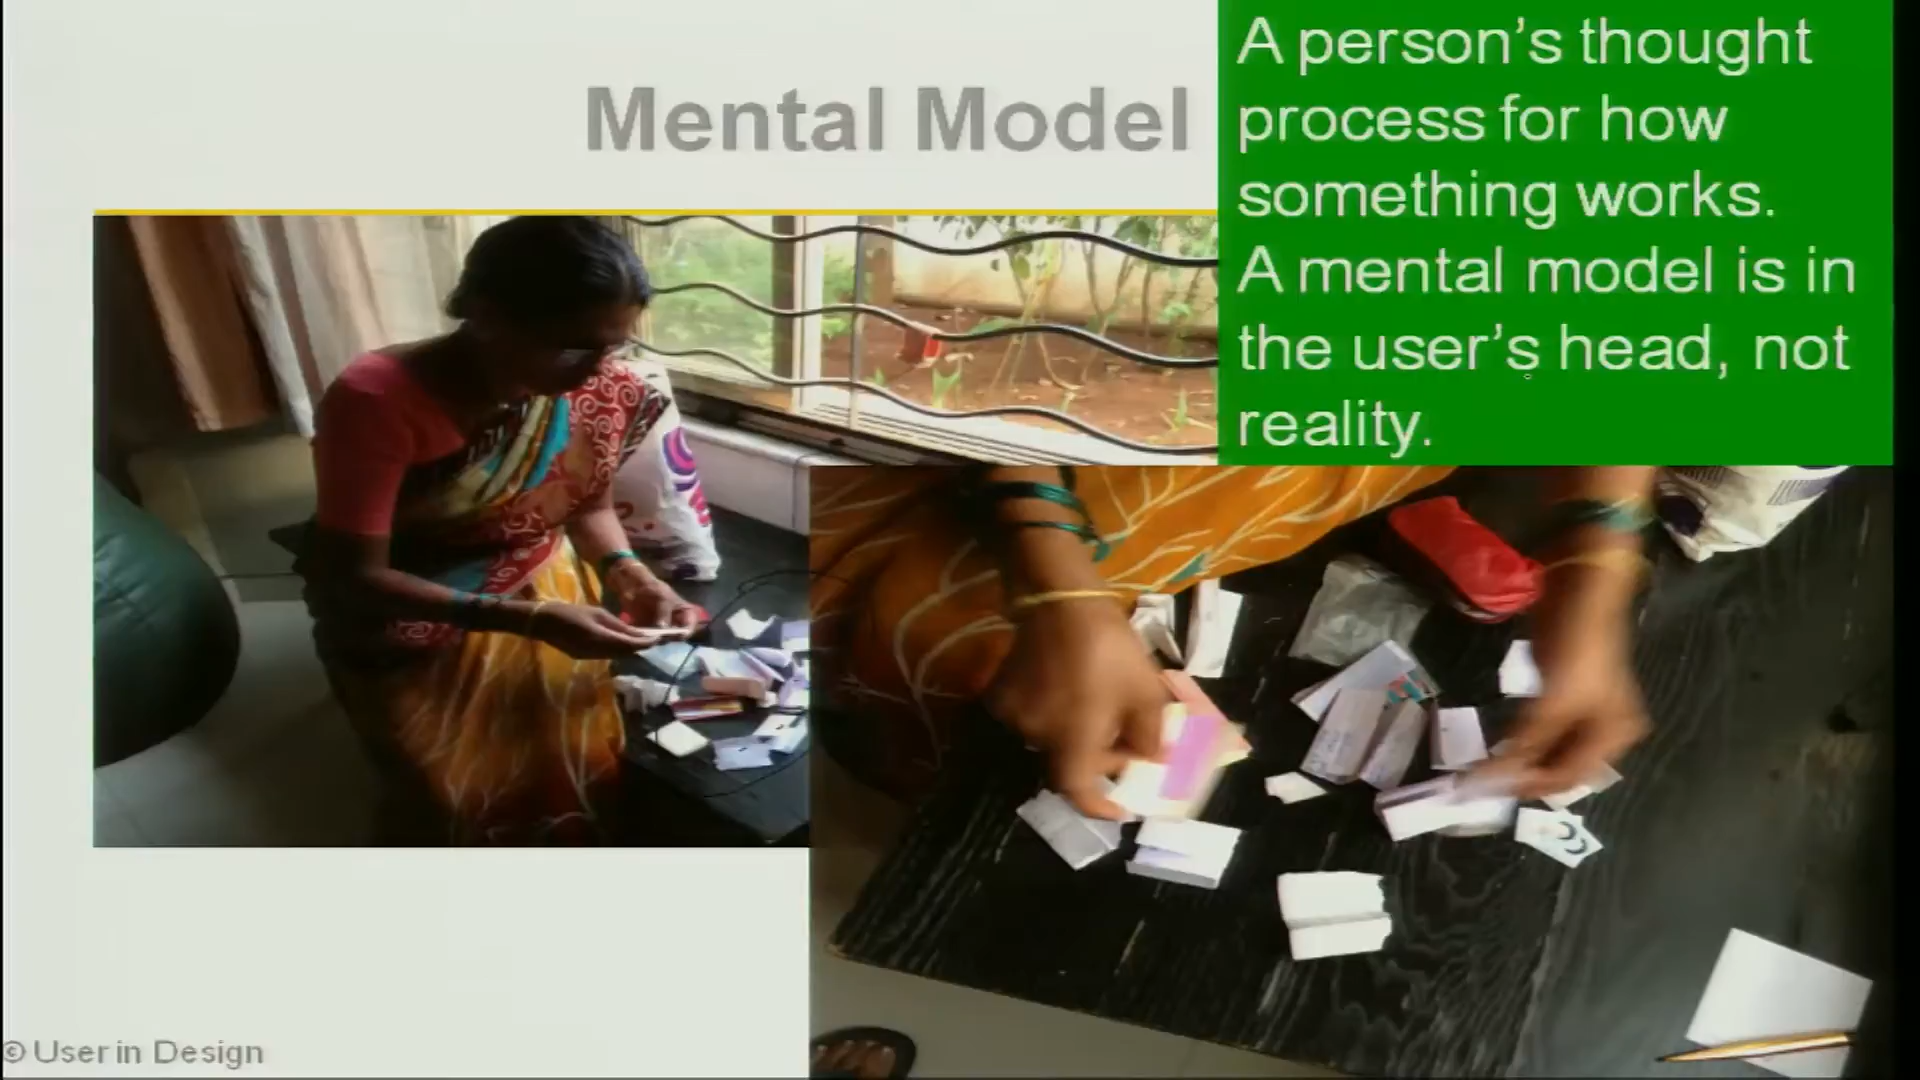 Mental Model
A person’s thought
process for how
something works.
A mental model is in
the user’s head, not
reality.
© User in Design